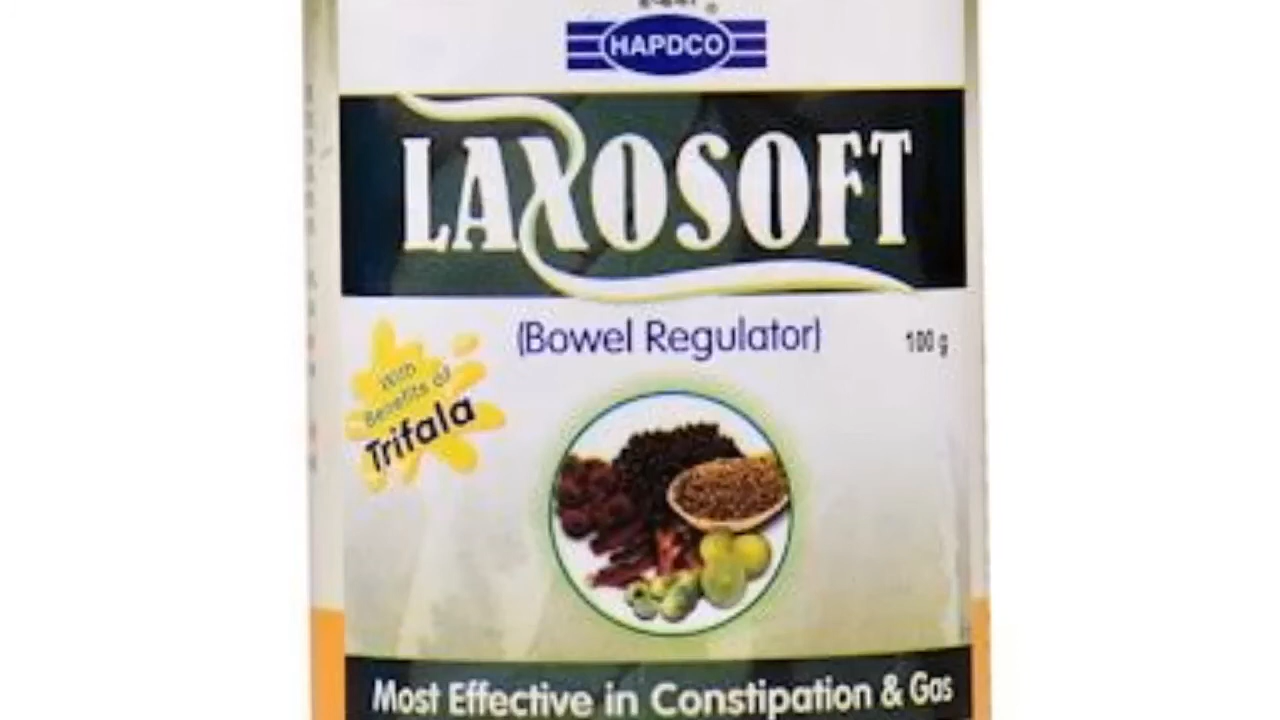 HAPDCO
LAXOSOFT
(Bowel Regulator)
100 g
With
Benefits of
Trifala
Most Effective in Constipation & Gas